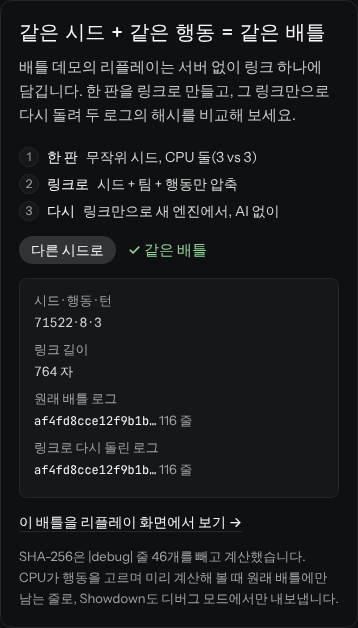 같은 시드 + 같은 행동 = 같은 배틀
배틀 데모의 리플레이는 서버 없이 링크 하나에
담깁니다. 한 판을 링크로 만들고, 그 링크만으로
다시 돌려 두 로그의 해시를 비교해 보세요.
1 한 판 무작위 시드, CPU 둘(3 vs 3)
2 링크로 시드 + 팀 + 행동만 압축
3 다시 링크만으로 새 엔진에서, AI 없이
다른 시드로 ✓ 같은 배틀
시드·행동·턴
71522·8·3
링크 길이
764 자
원래 배틀 로그
af4fd8cce12f9b1b… 116 줄
링크로 다시 돌린 로그
af4fd8cce12f9b1b… 116 줄
이 배틀을 리플레이 화면에서 보기 →
SHA-256은 |debug| 줄 46개를 빼고 계산했습니다.
CPU가 행동을 고르며 미리 계산해 볼 때 원래 배틀에만
남는 줄로, Showdown도 디버그 모드에서만 내보냅니다.